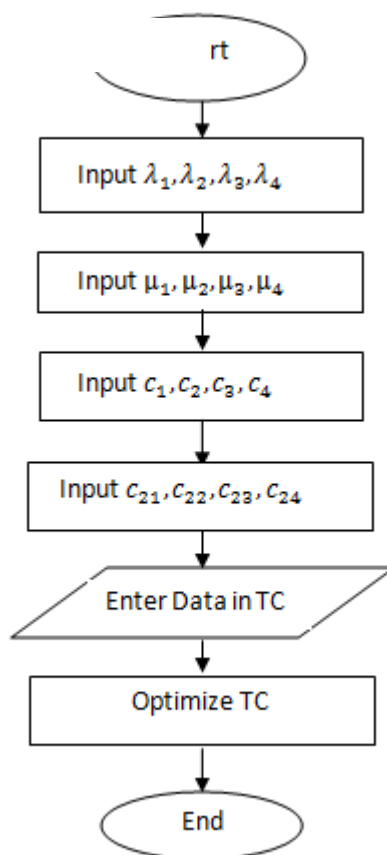 rt
Input λ₁,λ₂,λ₃,λ₄
Input µ₁,µ₂,µ₃,µ₄
Input c₁,c₂,c₃,c₄
Input c₂₁,c₂₂,c₂₃,c₂₄
Enter Data in TC
Optimize TC
End